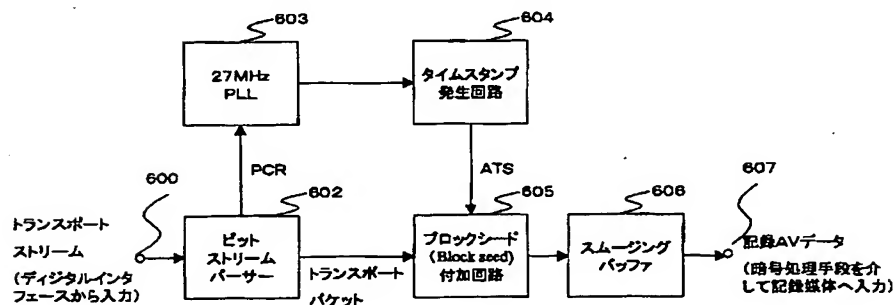 603
604
27MHz
PLL
タイムスタンプ
発生回路
PCR
ATS
600
602
605
606
607
トランスポート
ストリーム
(ディジタルインタ
フェースから入力)
ビット
ストリーム
パーサー
トランスポート
パケット
ブロックシード
(Block seed)
付加回路
スムージング
バッファ
記録AVデータ
(暗号処理手段を介
して記録媒体へ入力)